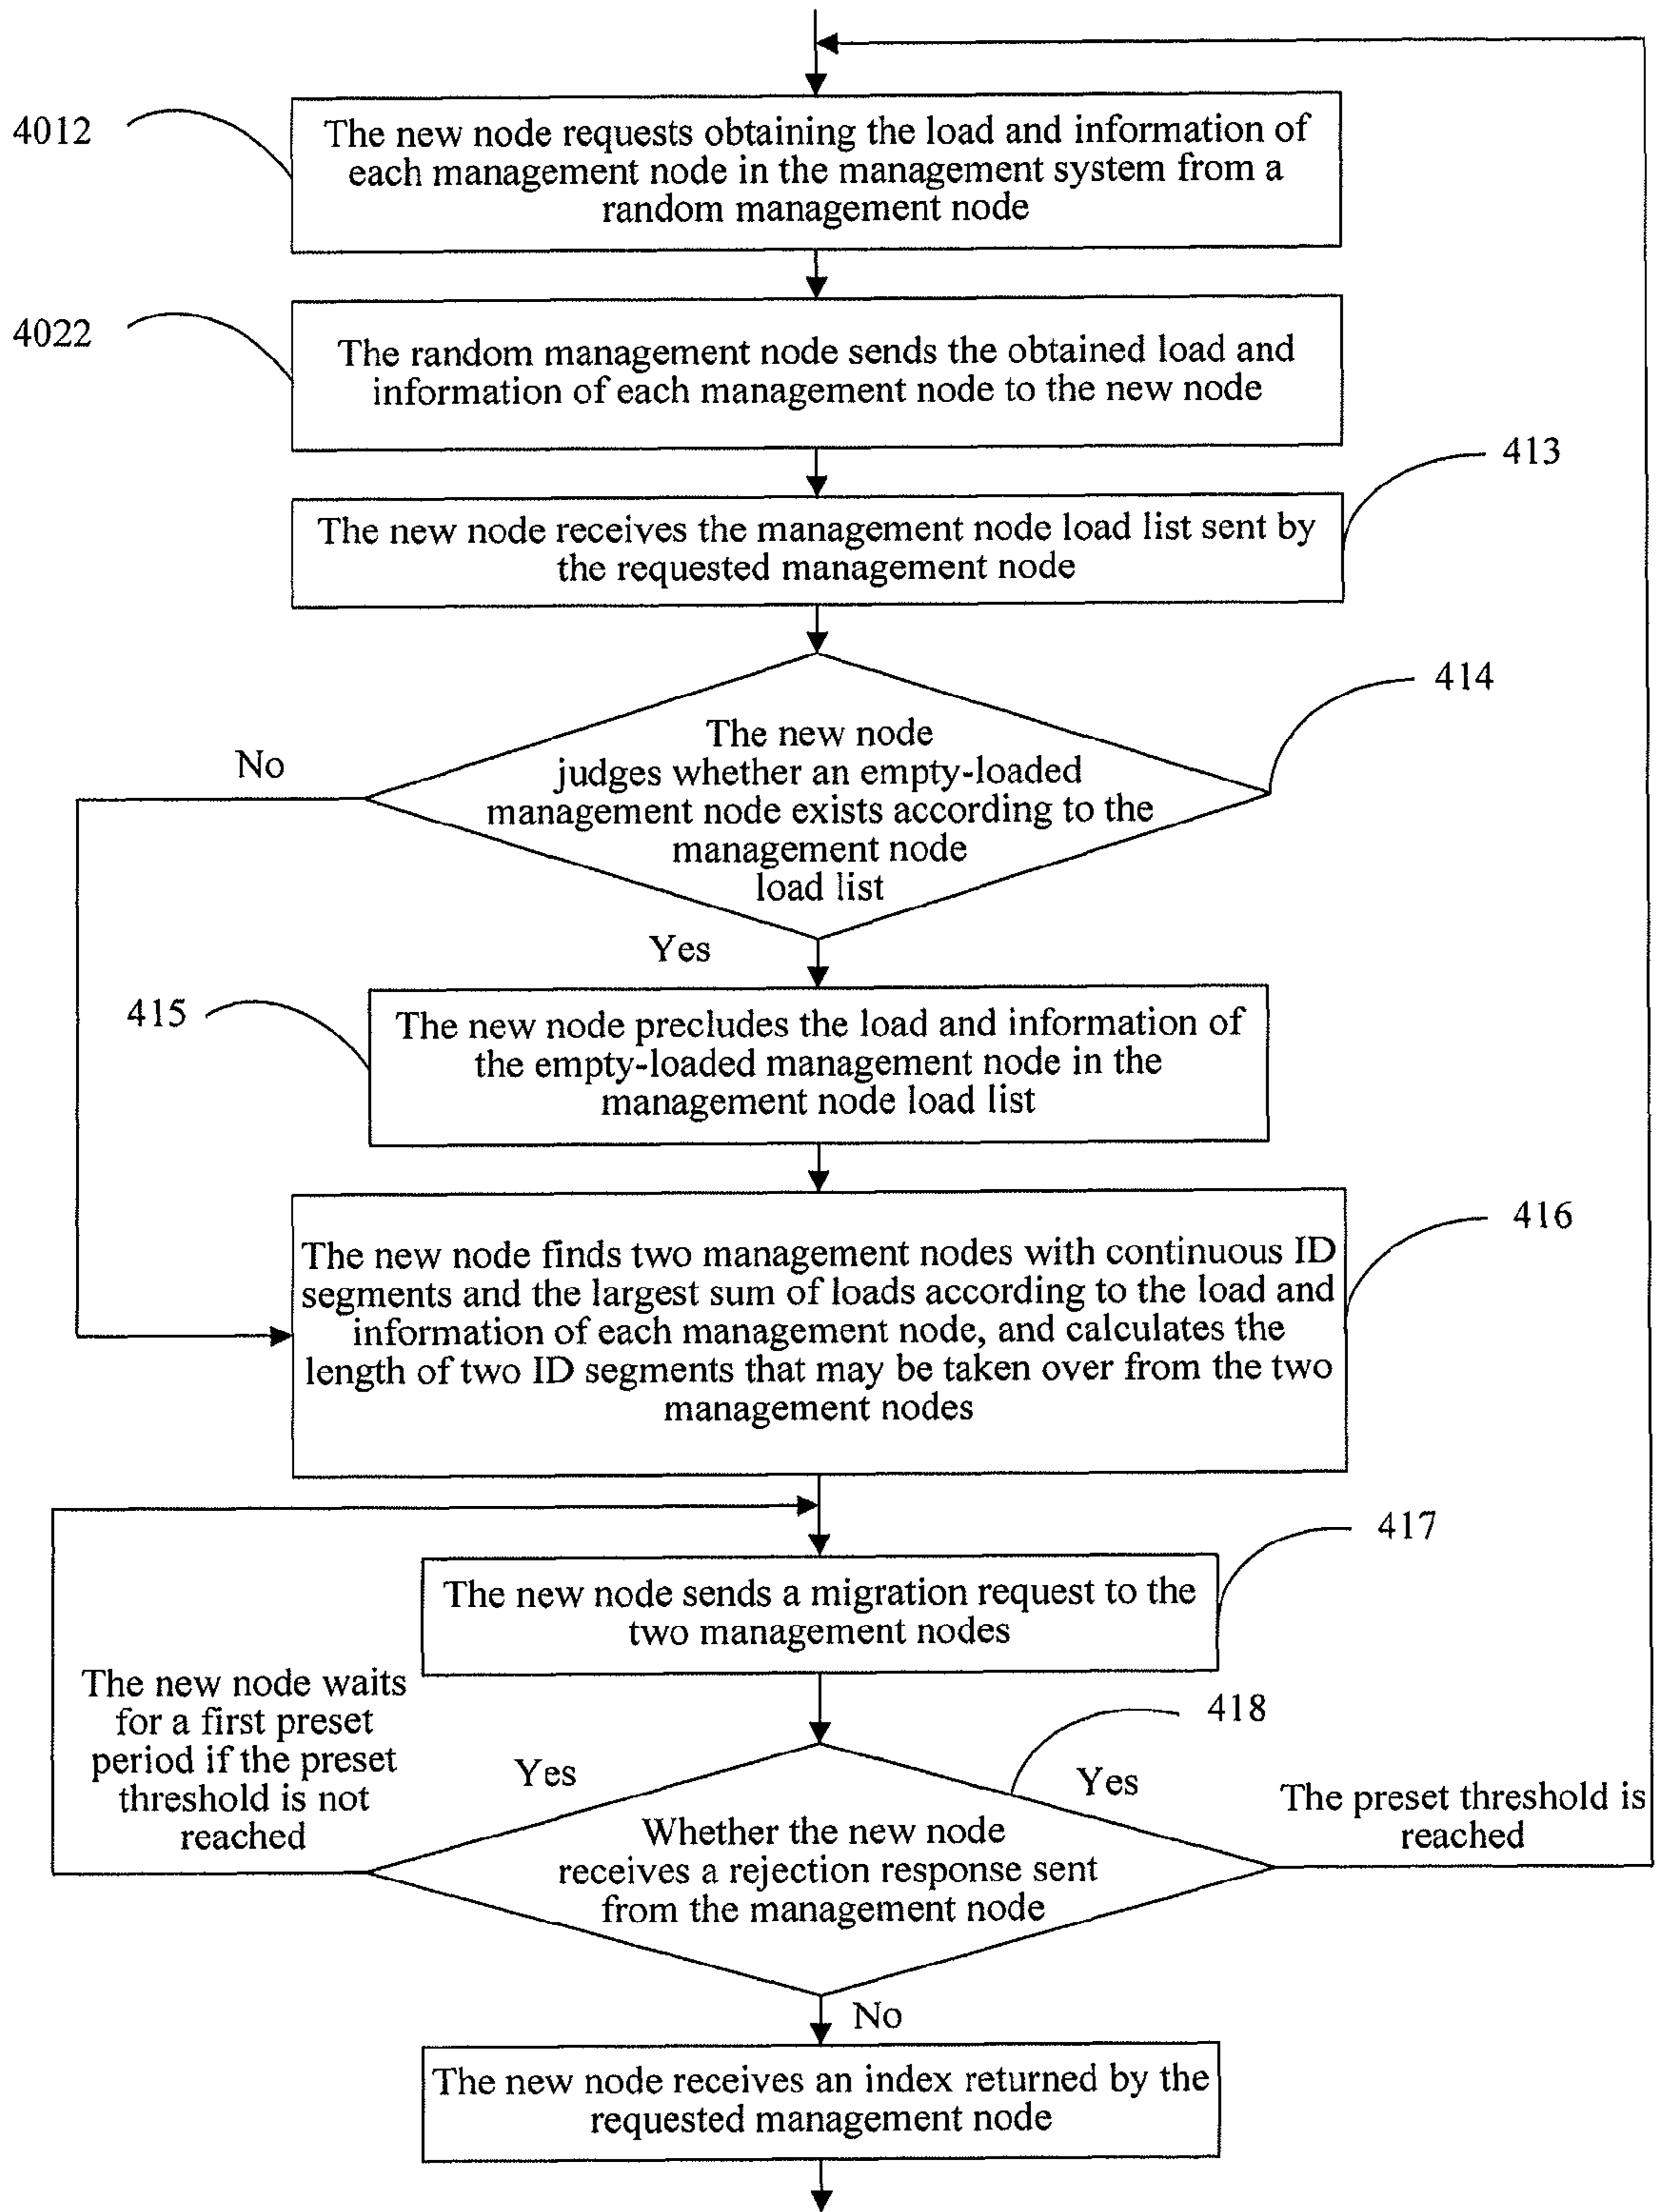 4012
The new node requests obtaining the load and information of
each management node in the management system from a
random management node
4022
The random management node sends the obtained load and
information of each management node to the new node
413
The new node receives the management node load list sent by
the requested management node
414
No
The new node
judges whether an empty-loaded
management node exists according to the
management node
load list
Yes
415
The new node precludes the load and information of
the empty-loaded management node in the
management node load list
416
The new node finds two management nodes with continuous ID
segments and the largest sum of loads according to the load and
information of each management node, and calculates the
length of two ID segments that may be taken over from the two
management nodes
417
The new node sends a migration request to the
two management nodes
The new node waits
for a first preset
period if the preset
threshold is not
reached
418
Yes
Yes
The preset threshold is
reached
Whether the new node
receives a rejection response sent
from the management node
No
The new node receives an index returned by the
requested management node